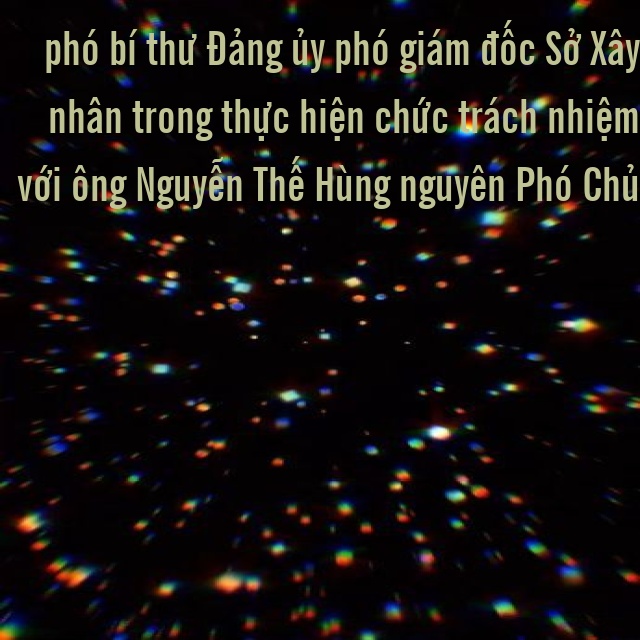 phó bí thư Đảng ủy phó giám đốc Sở Xây
nhân trong thực hiện chức trách nhiệm
với ông Nguyễn Thế Hùng nguyên Phó Chủ